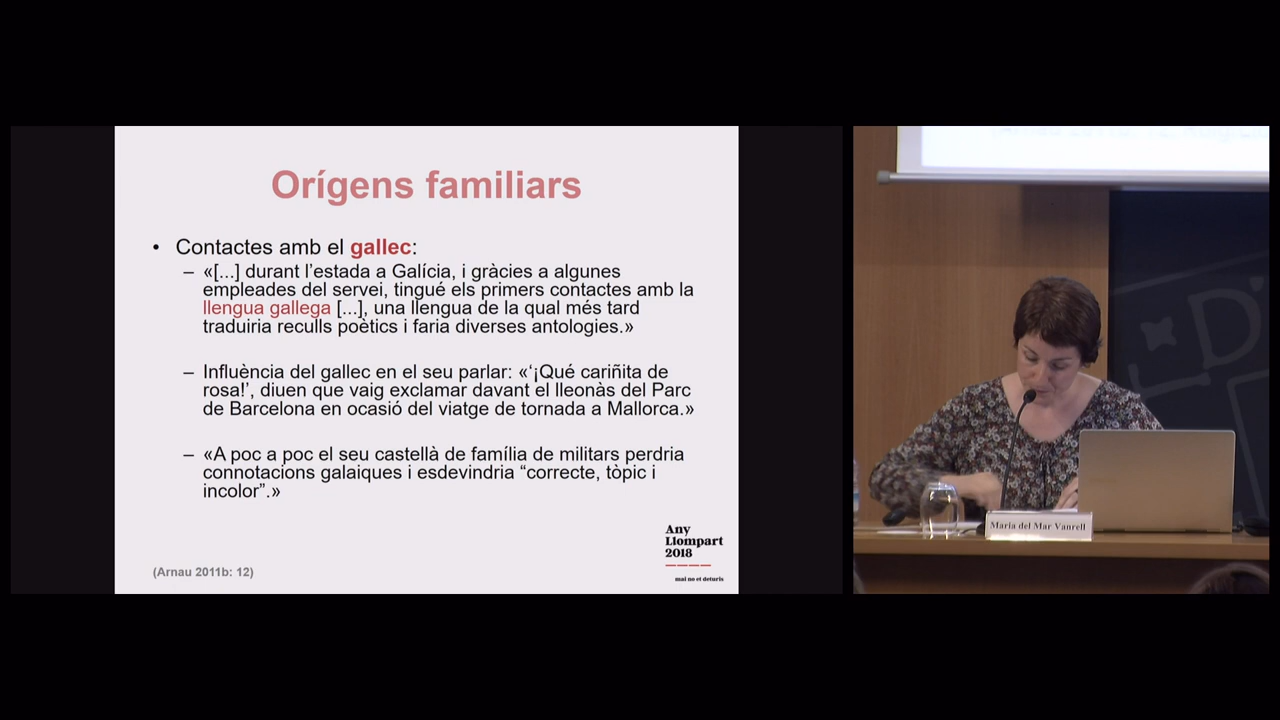 Orígens familiars
• Contactes amb el gallec:
– «[...] durant l’estada a Galícia, i gràcies a algunes
empleades del servei, tingué els primers contactes amb la
llengua gallega [...], una llengua de la qual més tard
traduiria reculls poètics i faria diverses antologies.»
– Influència del gallec en el seu parlar: «‘¡Qué cariñita de
rosa!’, diuen que vaig exclamar davant el lleonàs del Parc
de Barcelona en ocasió del viatge de tornada a Mallorca.»
– «A poc a poc el seu castellà de família de militars perdria
connotacions galaiques i esdevindria “correcte, tòpic i
incolor”.»
(Arnau 2011b: 12)
Any
Llompart
2018
mai no et deturis
Maria del Mar Vanrell